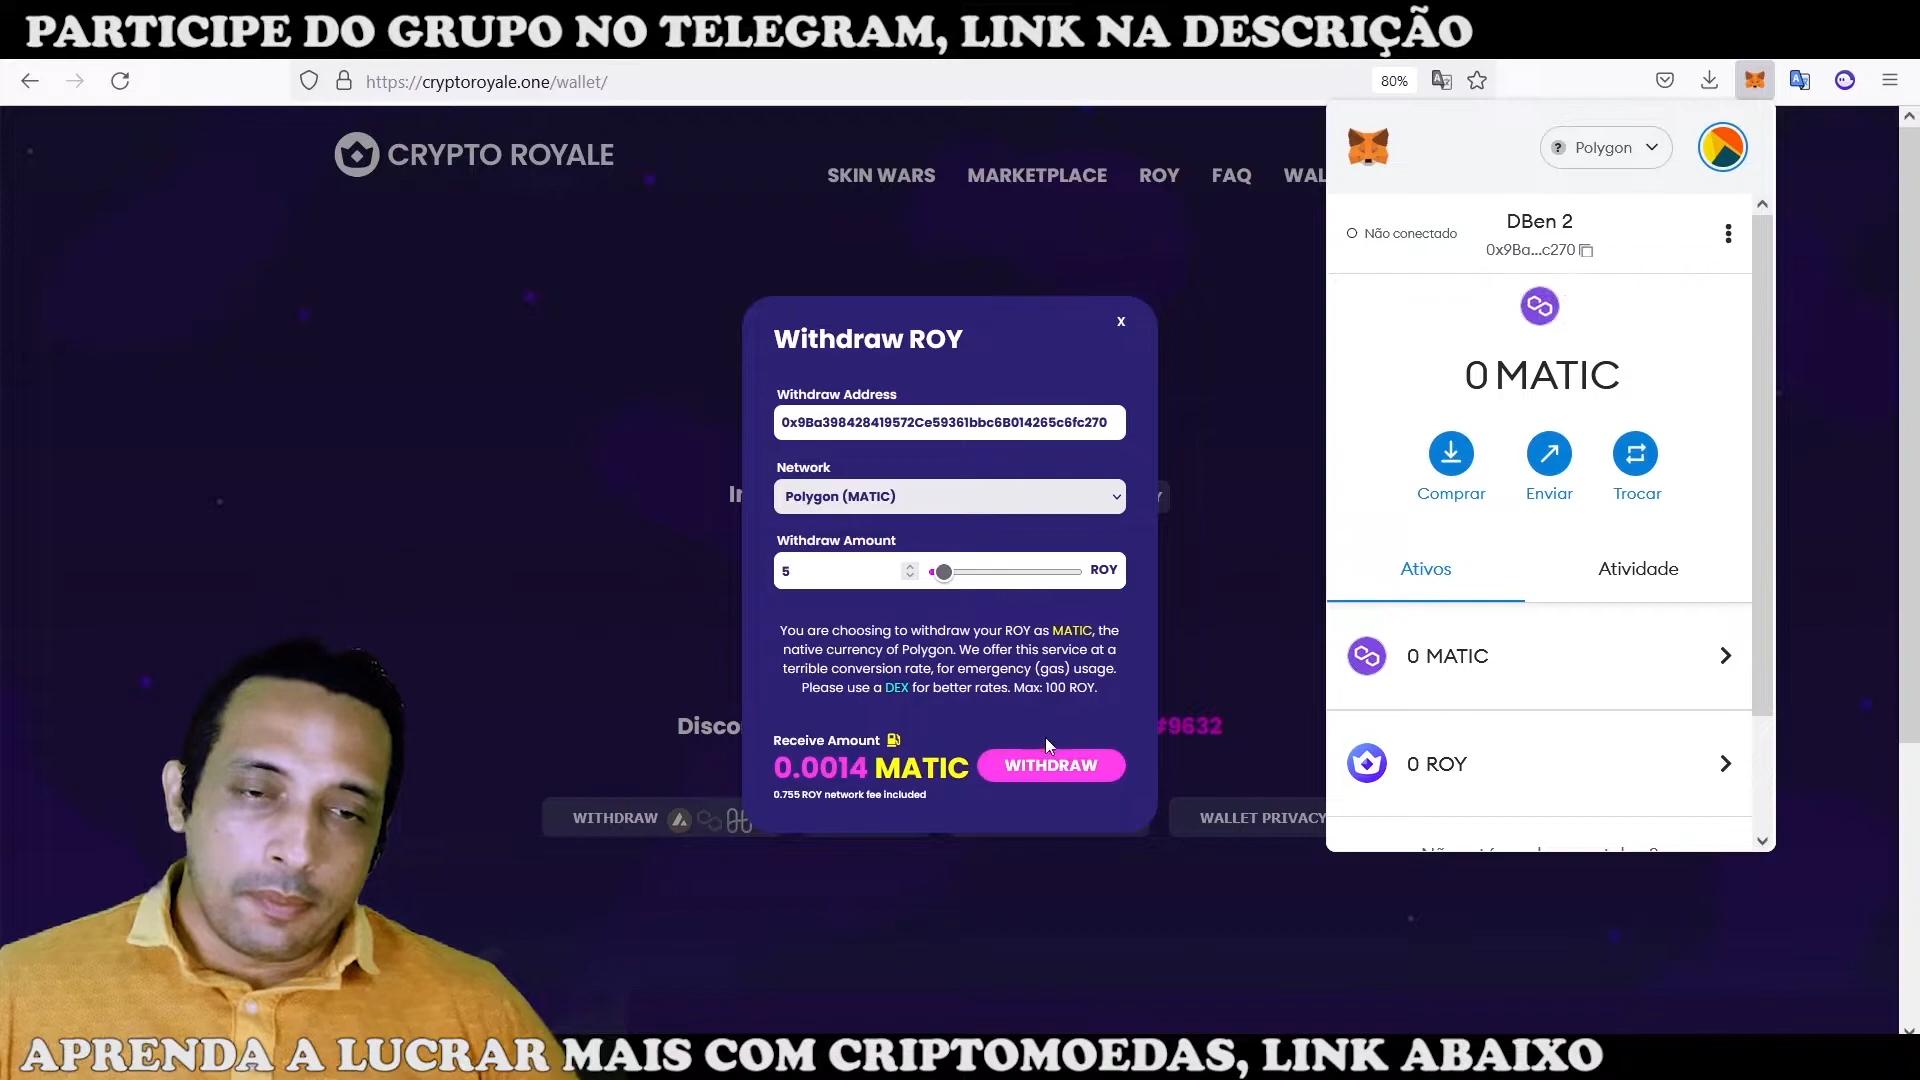 PARTICIPE DO GRUPO NO TELEGRAM, LINK NA DESCRIÇÃO
https://cryptoroyale.one/wallet/
80%
CRYPTO ROYALE
SKIN WARS MARKETPLACE ROY FAQ WAL
Polygon
Não conectado
DBen 2
0x9Ba...c270
0 MATIC
Comprar Enviar Trocar
Ativos Atividade
0 MATIC
0 ROY
Withdraw ROY
X
Withdraw Address
0x9Ba398428419572Ce59361bbc6B014265c6fc270
Network
Polygon (MATIC)
Withdraw Amount
5 ROY
You are choosing to withdraw your ROY as MATIC, the
native currency of Polygon. We offer this service at a
terrible conversion rate, for emergency (gas) usage.
Please use a DEX for better rates. Max: 100 ROY.
Receive Amount
0.0014 MATIC WITHDRAW
0.755 ROY network fee included
Disco
#9632
WITHDRAW
WALLET PRIVACY
APRENDA A LUCRAR MAIS COM CRIPTOMOEDAS, LINK ABAIXO